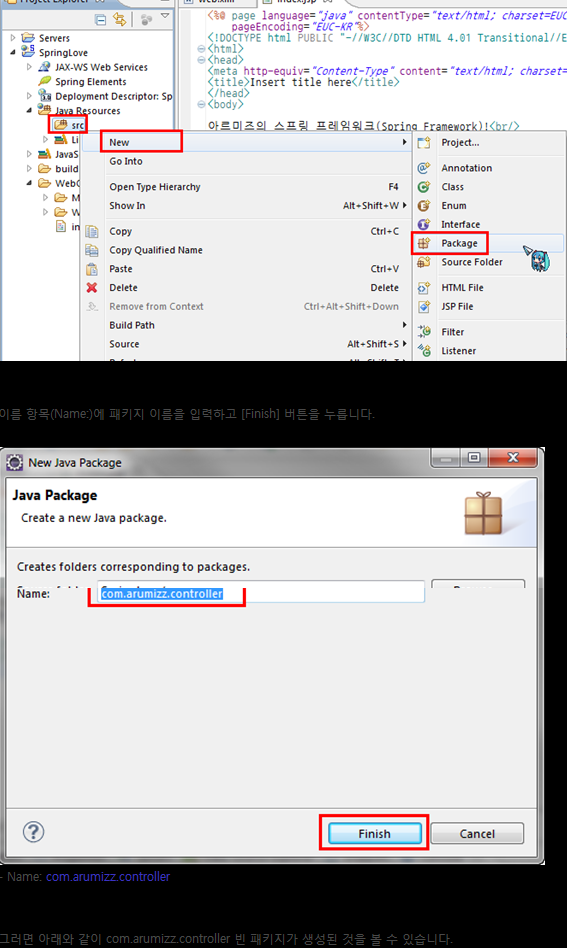 Project Explorer
web.xml
index.jsp
Servers
SpringLove
JAX-WS Web Services
Spring Elements
Deployment Descriptor: Sp
Java Resources
src
Li
JavaS
build
WebC
M
W
in
<%@ page language="java" contentType="text/html; charset=EUC
pageEncoding="EUC-KR"%>
<!DOCTYPE html PUBLIC "-//W3C//DTD HTML 4.01 Transitional//E
<html>
<head>
<meta http-equiv="Content-Type" content="text/html; charset=
<title>Insert title here</title>
</head>
<body>
아르미즈의 스프링 프레임워크(Spring Framework)!<br/>
New
Go Into
Open Type Hierarchy F4
Show In Alt+Shift+W
Copy Ctrl+C
Copy Qualified Name
Paste Ctrl+V
Delete Delete
Remove from Context Ctrl+Alt+Shift+Down
Build Path
Source Alt+Shift+S
Project...
Annotation
Class
Enum
Interface
Package
Source Folder
HTML File
JSP File
Filter
Listener
이름 항목(Name:)에 패키지 이름을 입력하고 [Finish] 버튼을 누릅니다.
New Java Package
Java Package
Create a new Java package.
Creates folders corresponding to packages.
Name: com.arumizz.controller
Finish Cancel
- Name: com.arumizz.controller
그러면 아래와 같이 com.arumizz.controller 빈 패키지가 생성된 것을 볼 수 있습니다.